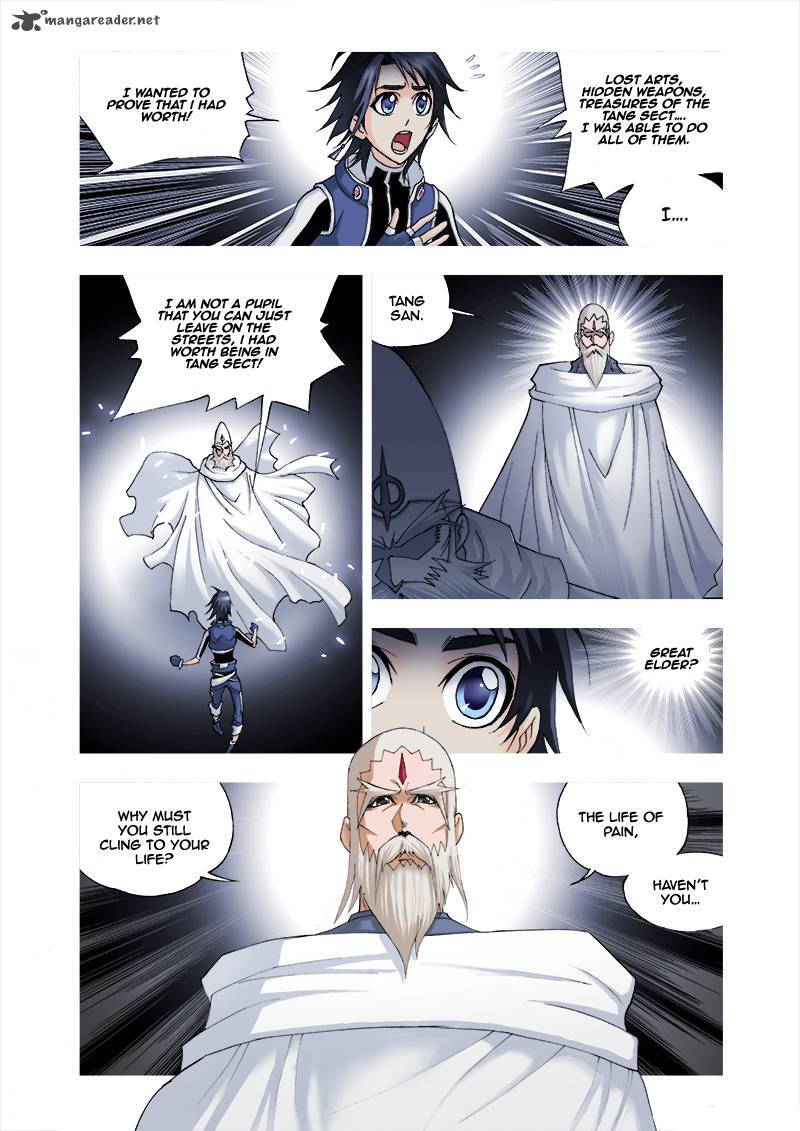 mangareader.net
I WANTED TO
PROVE THAT I HAD
WORTH!
LOST ARTS,
HIDDEN WEAPONS,
TREASURES OF THE
TANG SECT....
I WAS ABLE TO DO
ALL OF THEM.
I....
I AM NOT A PUPIL
THAT YOU CAN JUST
LEAVE ON THE
STREETS, I HAD
WORTH BEING IN
TANG SECT!
TANG
SAN.
GREAT
ELDER?
WHY MUST
YOU STILL
CLING TO YOUR
LIFE?
THE LIFE OF
PAIN,
HAVEN'T
YOU...